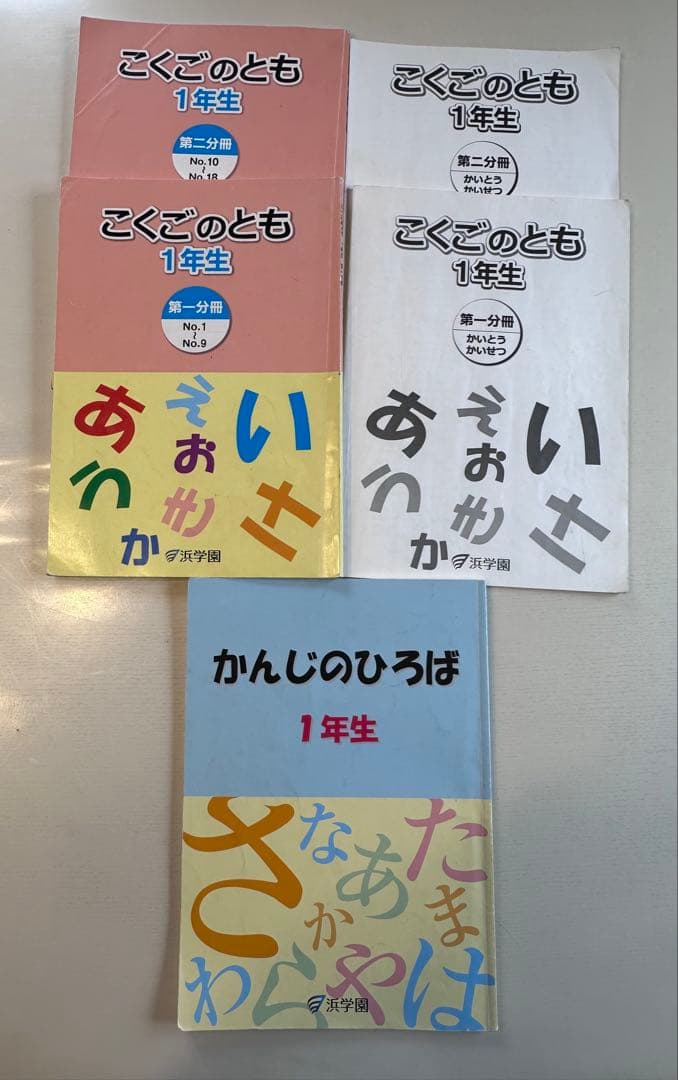 こくごのとも
1年生
第二分冊
No.10
~
No.18
こくごのとも
1年生
第二分冊
かいとう
かいせつ
こくごのとも
1年生
第一分冊
No.1
~
No.9
あ え い
お
う き さ
か
浜学園
こくごのとも
1年生
第一分冊
かいとう
かいせつ
あ え い
お
う き さ
か
浜学園
かんじのひろば
1年生
さ な あ た
か ま
わ ら や は
浜学園